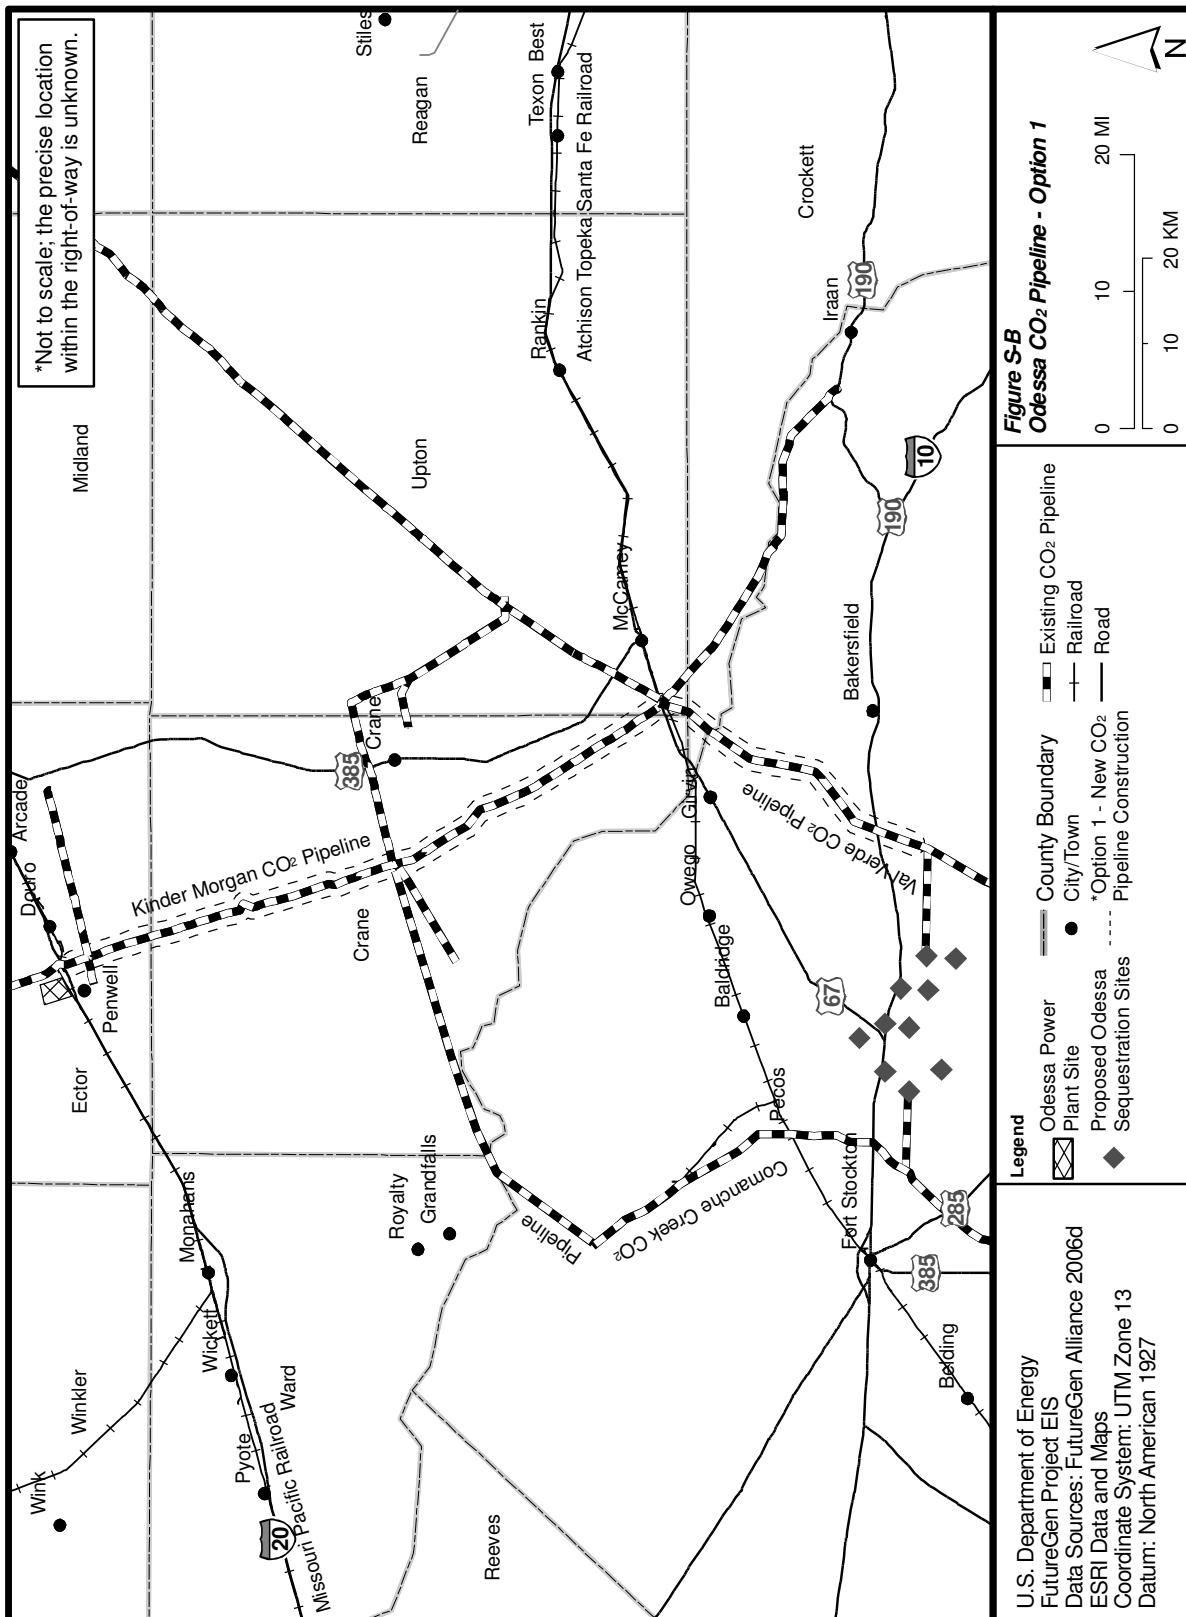 *Not to scale; the precise location
within the right-of-way is unknown.
Wink
Winkler
Monahans
Wickett
Pyote
Ward
Missouri Pacific Railroad
20
Reeves
Ector
Penwell
Douro
Arcade
Midland
Stiles
Reagan
Texon
Best
Atchison Topeka Santa Fe Railroad
Rankin
Upton
McCamey
Crane
385
Kinder Morgan CO2 Pipeline
Crane
Royalty
Grandfalls
Comanche Creek CO2
Pipeline
Pecos
Baldridge
Owego
Girvin
67
Val Verde CO2 Pipeline
Crockett
Iraan
190
10
190
Bakersfield
Fort Stockton
285
385
Belding
U.S. Department of Energy
FutureGen Project EIS
Data Sources: FutureGen Alliance 2006d
ESRI Data and Maps
Coordinate System: UTM Zone 13
Datum: North American 1927
Legend
Odessa Power
Plant Site
Proposed Odessa
Sequestration Sites
County Boundary
City/Town
*Option 1 - New CO2
Pipeline Construction
Existing CO2 Pipeline
Railroad
Road
Figure S-B
Odessa CO2 Pipeline - Option 1
0 10 20 MI
0 10 20 KM
N